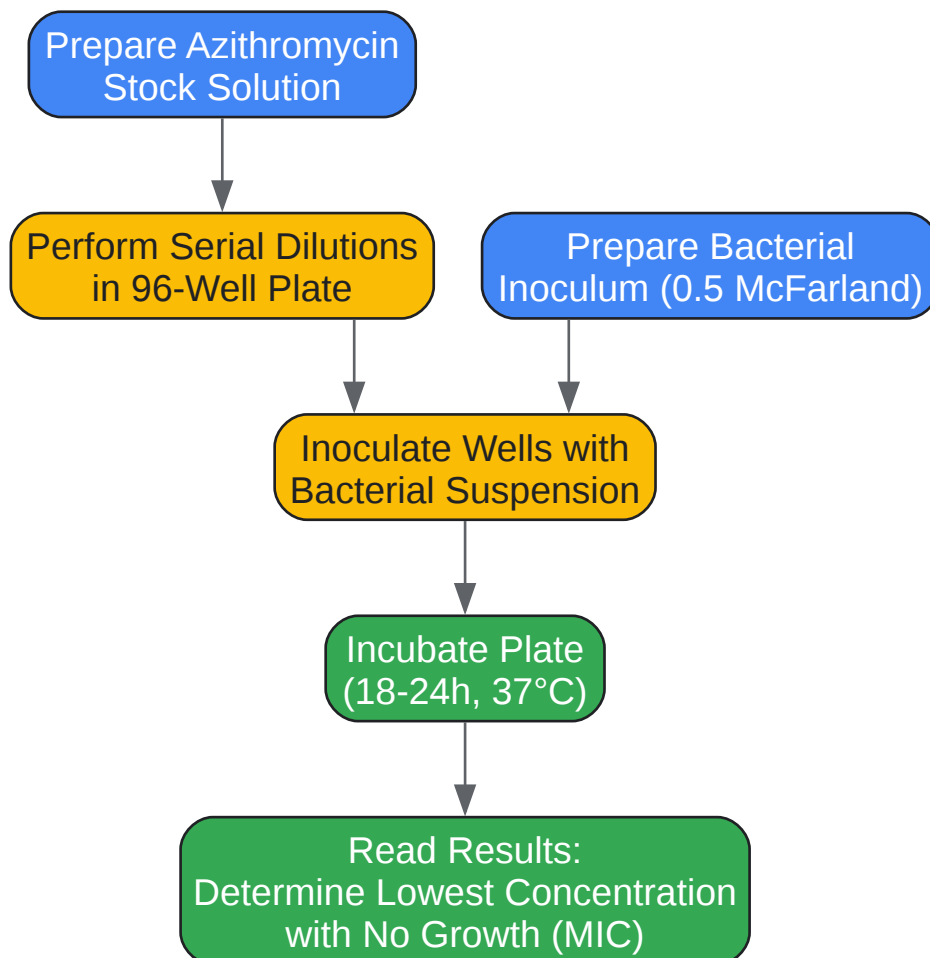 Prepare Azithromycin
Stock Solution
Perform Serial Dilutions
in 96-Well Plate
Prepare Bacterial
Inoculum (0.5 McFarland)
Inoculate Wells with
Bacterial Suspension
Incubate Plate
(18-24h, 37°C)
Read Results:
Determine Lowest Concentration
with No Growth (MIC)